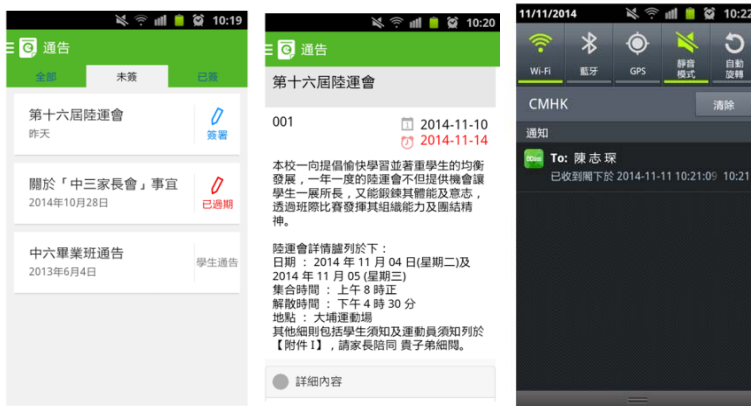 10:19
通告
全部
未簽
已簽
第十六屆陸運會
昨天
簽署
關於「中三家長會」事宜
2014年10月28日
已過期
中六畢業班通告
2013年6月4日
學生通告
10:20
通告
第十六屆陸運會
001
2014-11-10
2014-11-14
本校一向提倡愉快學習並著重學生的均衡
發展，一年一度的陸運會不但提供機會讓
學生一展所長，又能鍛鍊其體能及意志，
透過班際比賽發揮其組織能力及團結精
神。
陸運會詳情臚列於下：
日期 ： 2014 年 11 月 04 日(星期二)及
2014 年 11 月 05 (星期三)
集合時間 ： 上午 8 時正
解散時間 ： 下午 4 時 30 分
地點 ： 大埔運動場
其他細則包括學生須知及運動員須知列於
【附件 I】，請家長陪同 貴子弟細閱。
詳細內容
11/11/2014
10:22
Wi-Fi
藍牙
GPS
靜音
模式
自動
旋轉
CMHK
清除
通知
To: 陳志琛
已收到閣下於 2014-11-11 10:21:09 10:21